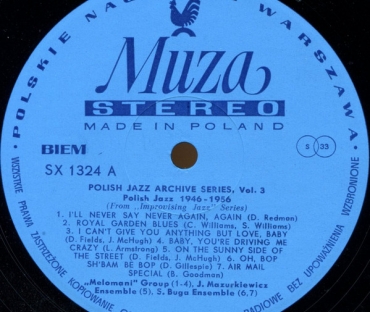 POLSKIE NA WARSZAWA
Muza
STEREO
MADE IN POLAND
BIEM
S 33
SX 1324 A
POLISH JAZZ ARCHIVE SERIES, Vol. 3
Polish Jazz 1946-1956
(From „Improvising Jazz" Series)
1. I'LL NEVER SAY NEVER AGAIN, AGAIN (D. Redman)
2. ROYAL GARDEN BLUES (C. Williams, S. Williams)
3. I CAN'T GIVE YOU ANYTHING BUT LOVE, BABY
(D. Fields, J. McHugh) 4. BABY, YOU'RE DRIVING ME
CRAZY (L. Armstrong) 5. ON THE SUNNY SIDE OF
THE STREET (D. Fields, J. McHugh) 6. OH, BOP
SH'BAM BE BOP (D. Gillespie) 7. AIR MAIL
SPECIAL (B. Goodman)
„Melomani" Group (1-4), J. Mazurkiewicz
Ensemble (5), S. Buga Ensemble (6,7).
WSZYSTKIE PRAWA ZASTRZEŻONE KOPIOWANIE RADIOWE BEZ UPOWAŻNIENIA WZBRONIONE